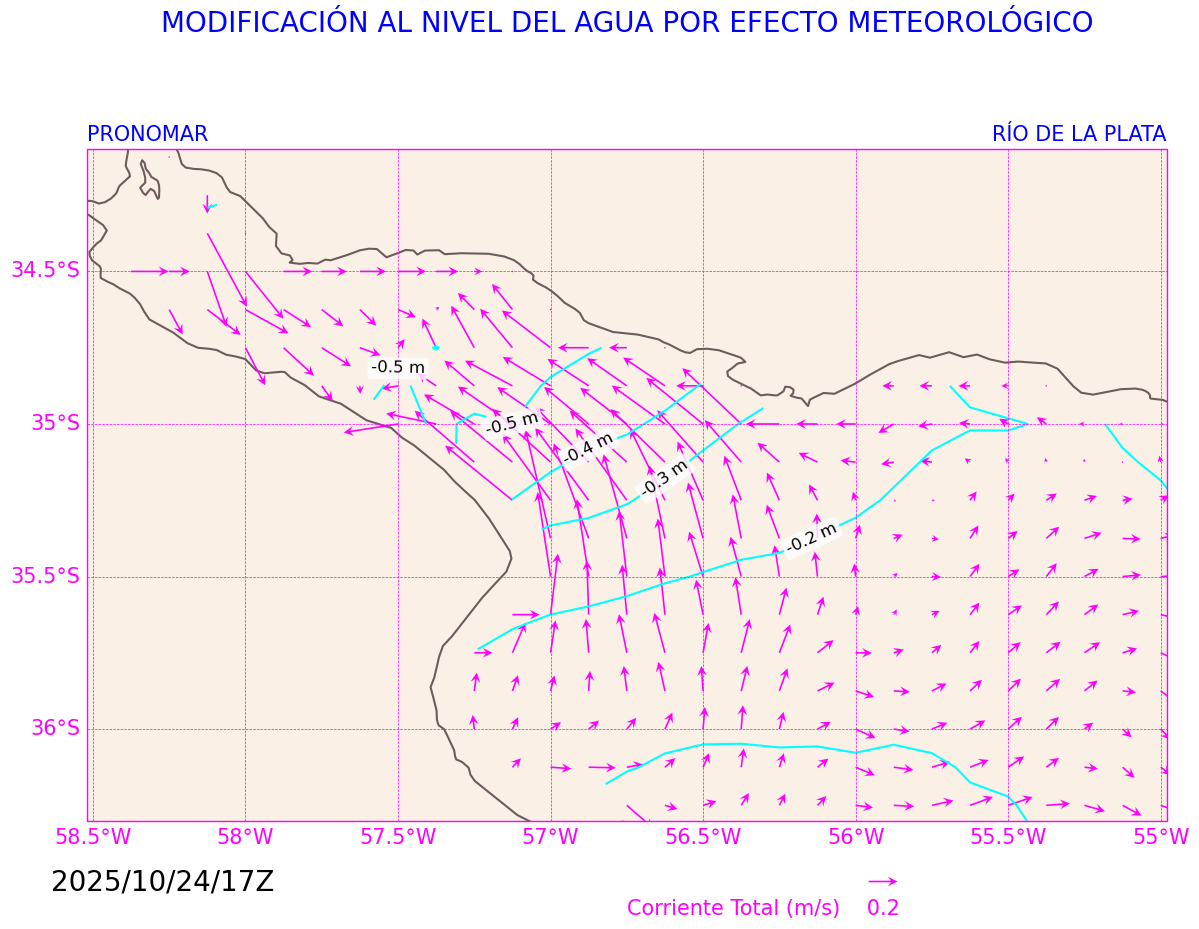 MODIFICACIÓN AL NIVEL DEL AGUA POR EFECTO METEOROLÓGICO
PRONOMAR
RÍO DE LA PLATA
34.5°S
-0.5 m
35°S
-0.5 m
-0.4 m
-0.3 m
-0.2 m
35.5°S
36°S
58.5°W 58°W 57.5°W 57°W 56.5°W 56°W 55.5°W 55°W
2025/10/24/17Z
Corriente Total (m/s) 0.2